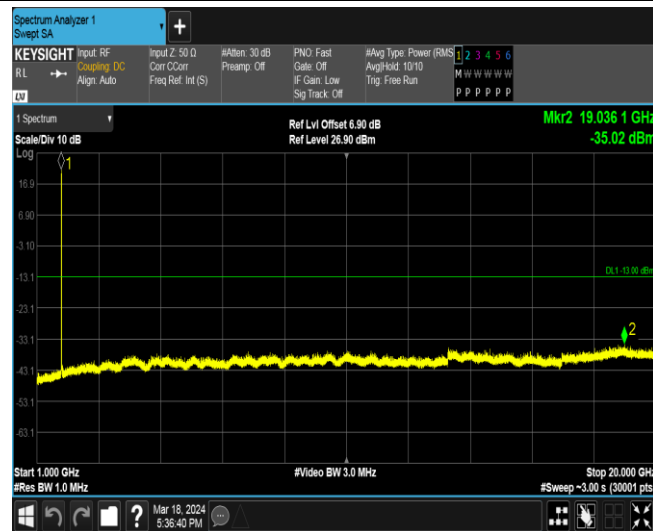 Spectrum Analyzer 1
Swept SA
+
KEYSIGHT Input: RF Input Z: 50 Ω #Atten: 30 dB PNO: Fast #Avg Type: Power (RMS 1 2 3 4 5 6
RL Coupling: DC Corr CCorr Preamp: Off Gate: Off Avg|Hold: 10/10 M W W W W W
Align: Auto Freq Ref: Int (S) IF Gain: Low Trig: Free Run
Sig Track: Off P P P P P P
LXI
1 Spectrum Ref Lvl Offset 6.90 dB Mkr2 19.036 1 GHz
Scale/Div 10 dB Ref Level 26.90 dBm -35.02 dBm
Log
1
16.9
6.90
-3.10
DL1 -13.00 dBm
-13.1
-23.1
2
-33.1
-43.1
-53.1
-63.1
Start 1.000 GHz #Video BW 3.0 MHz Stop 20.000 GHz
#Res BW 1.0 MHz #Sweep ~3.00 s (30001 pts
? Mar 18, 2024
5:36:40 PM